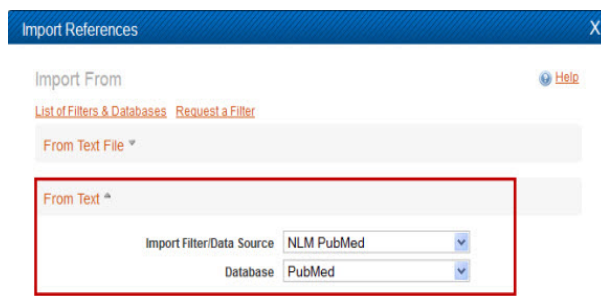 Import References X
Import From Help
List of Filters & Databases Request a Filter
From Text File
From Text
Import Filter/Data Source NLM PubMed
Database PubMed